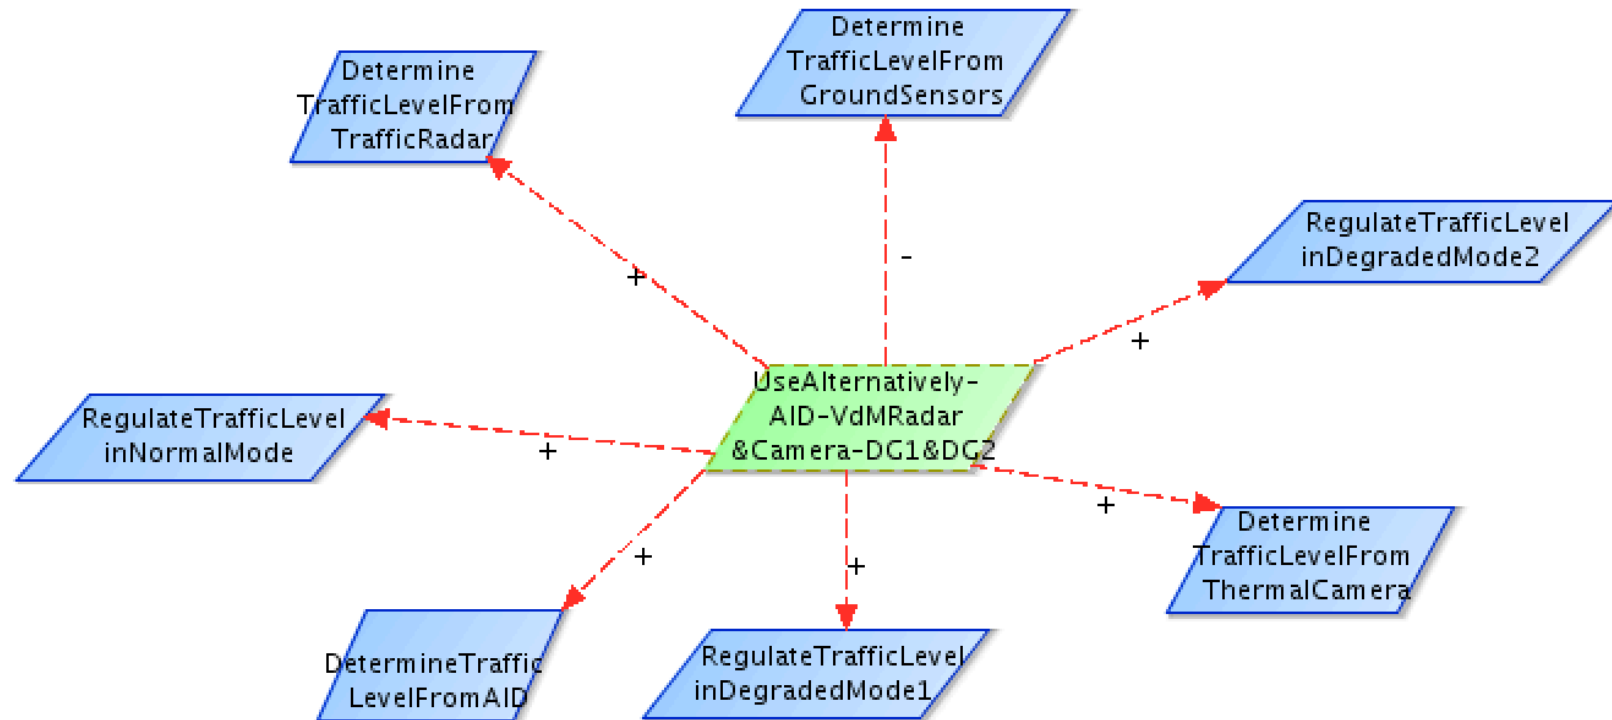 Determine
TrafficLevelFrom
GroundSensors
Determine
TrafficLevelFrom
TrafficRadar
RegulateTrafficLevel
inDegradedMode2
-
+
+
UseAlternatively-
AID-VdMRadar
&Camera-DG1&DG2
RegulateTrafficLevel
inNormalMode
+
+
Determine
TrafficLevelFrom
ThermalCamera
+
+
DetermineTraffic
LevelFromAID
RegulateTrafficLevel
inDegradedMode1